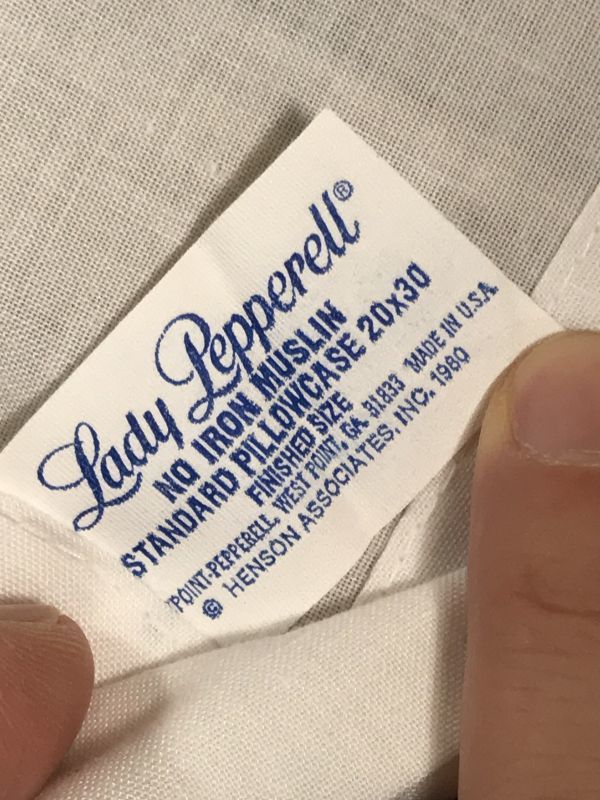 Lady Pepperell®
NO IRON MUSLIN
STANDARD PILLOWCASE 20x30
FINISHED SIZE
POINT-PEPPERELL, WEST POINT, GA. 31833 MADE IN U.S.A.
© HENSON ASSOCIATES, INC. 1980